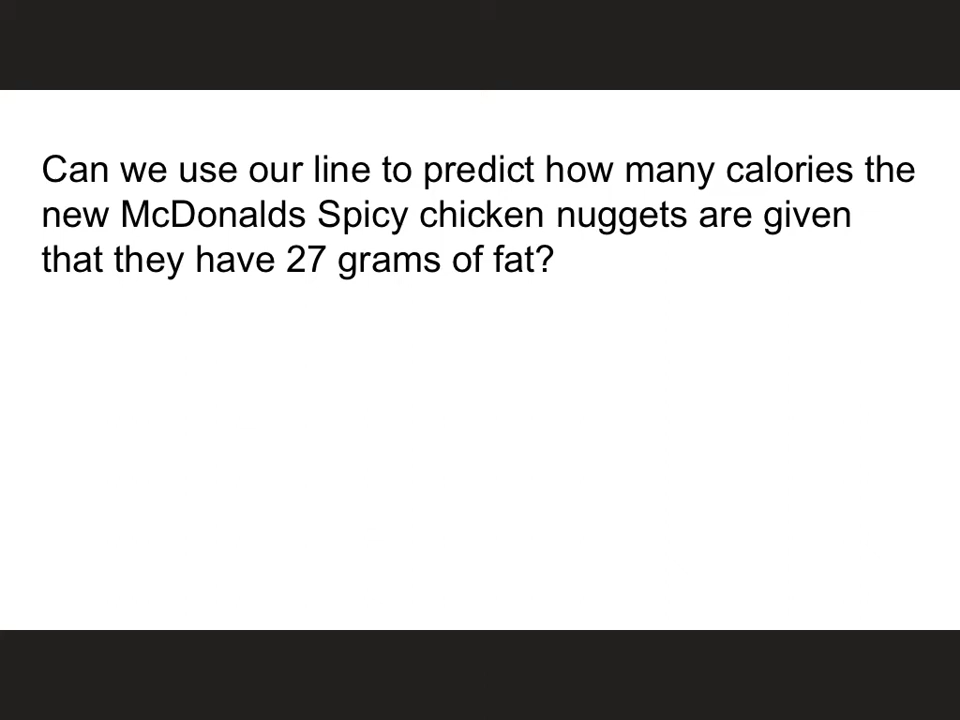 Can we use our line to predict how many calories the
new McDonalds Spicy chicken nuggets are given
that they have 27 grams of fat?